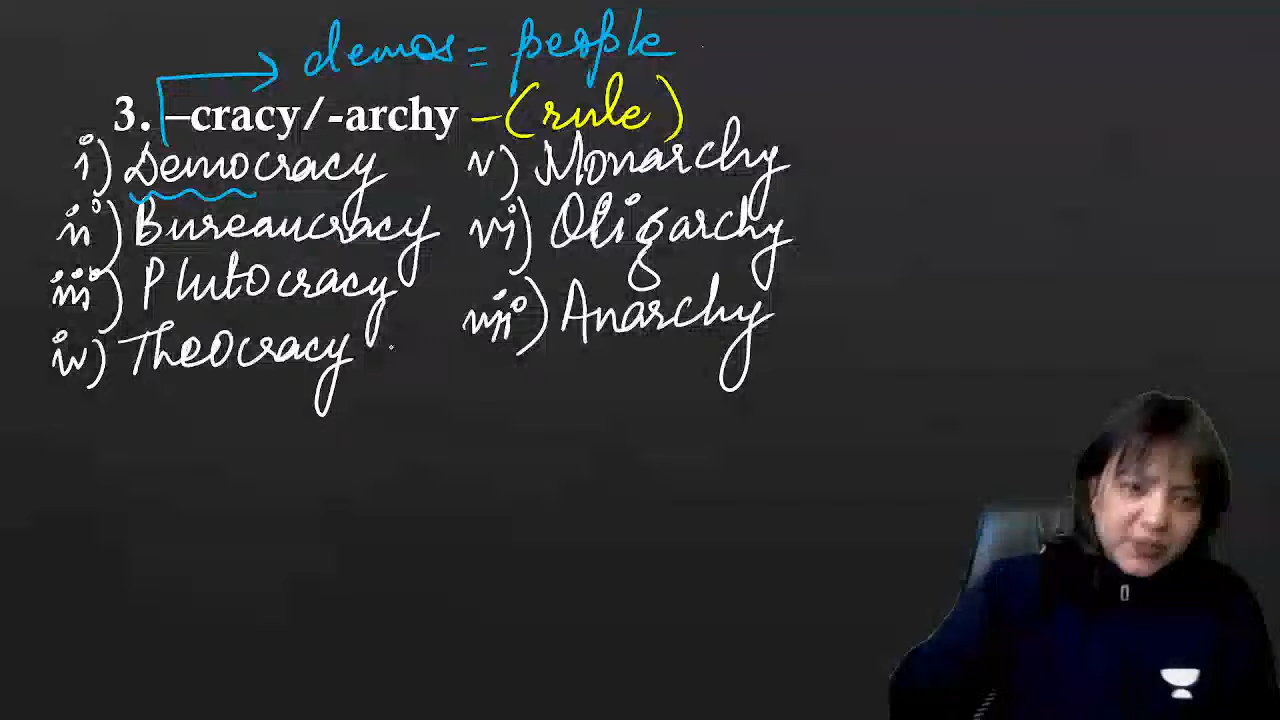 demos = people
3. –cracy/-archy – (rule)
i) Democracy
ii) Bureaucracy
iii) Plutocracy
iv) Theocracy
v) Monarchy
vi) Oligarchy
vii) Anarchy